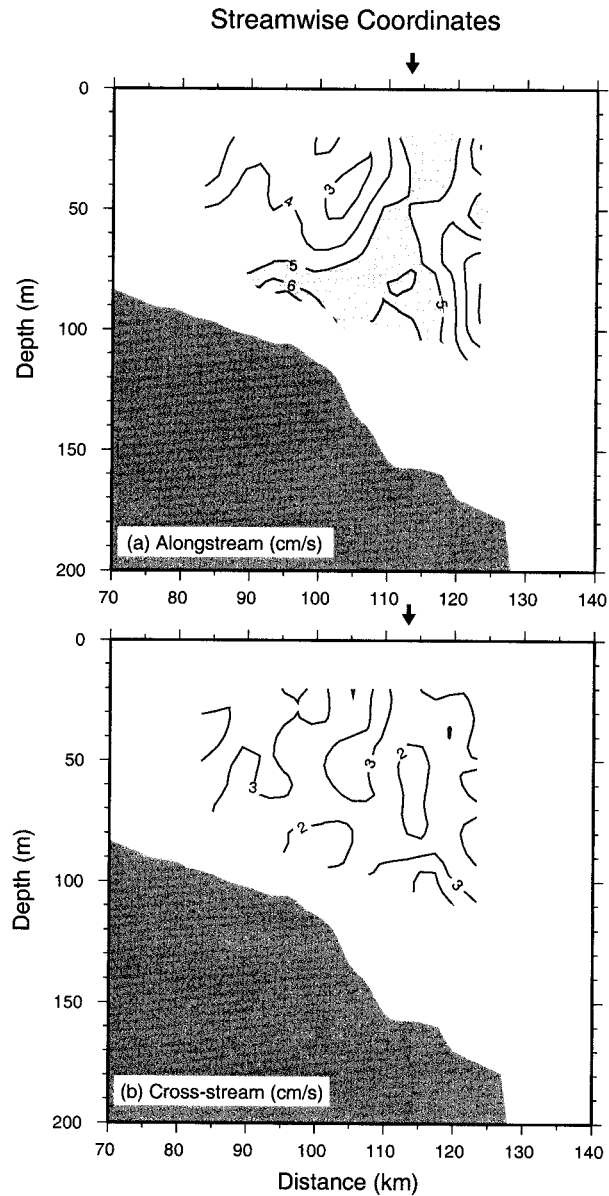 Streamwise Coordinates
0
50
100
150
200
Depth (m)
4
3
5
6
5
(a) Alongstream (cm/s)
70 80 90 100 110 120 130 140
0
50
100
150
200
Depth (m)
3
3
2
2
3
(b) Cross-stream (cm/s)
70 80 90 100 110 120 130 140
Distance (km)